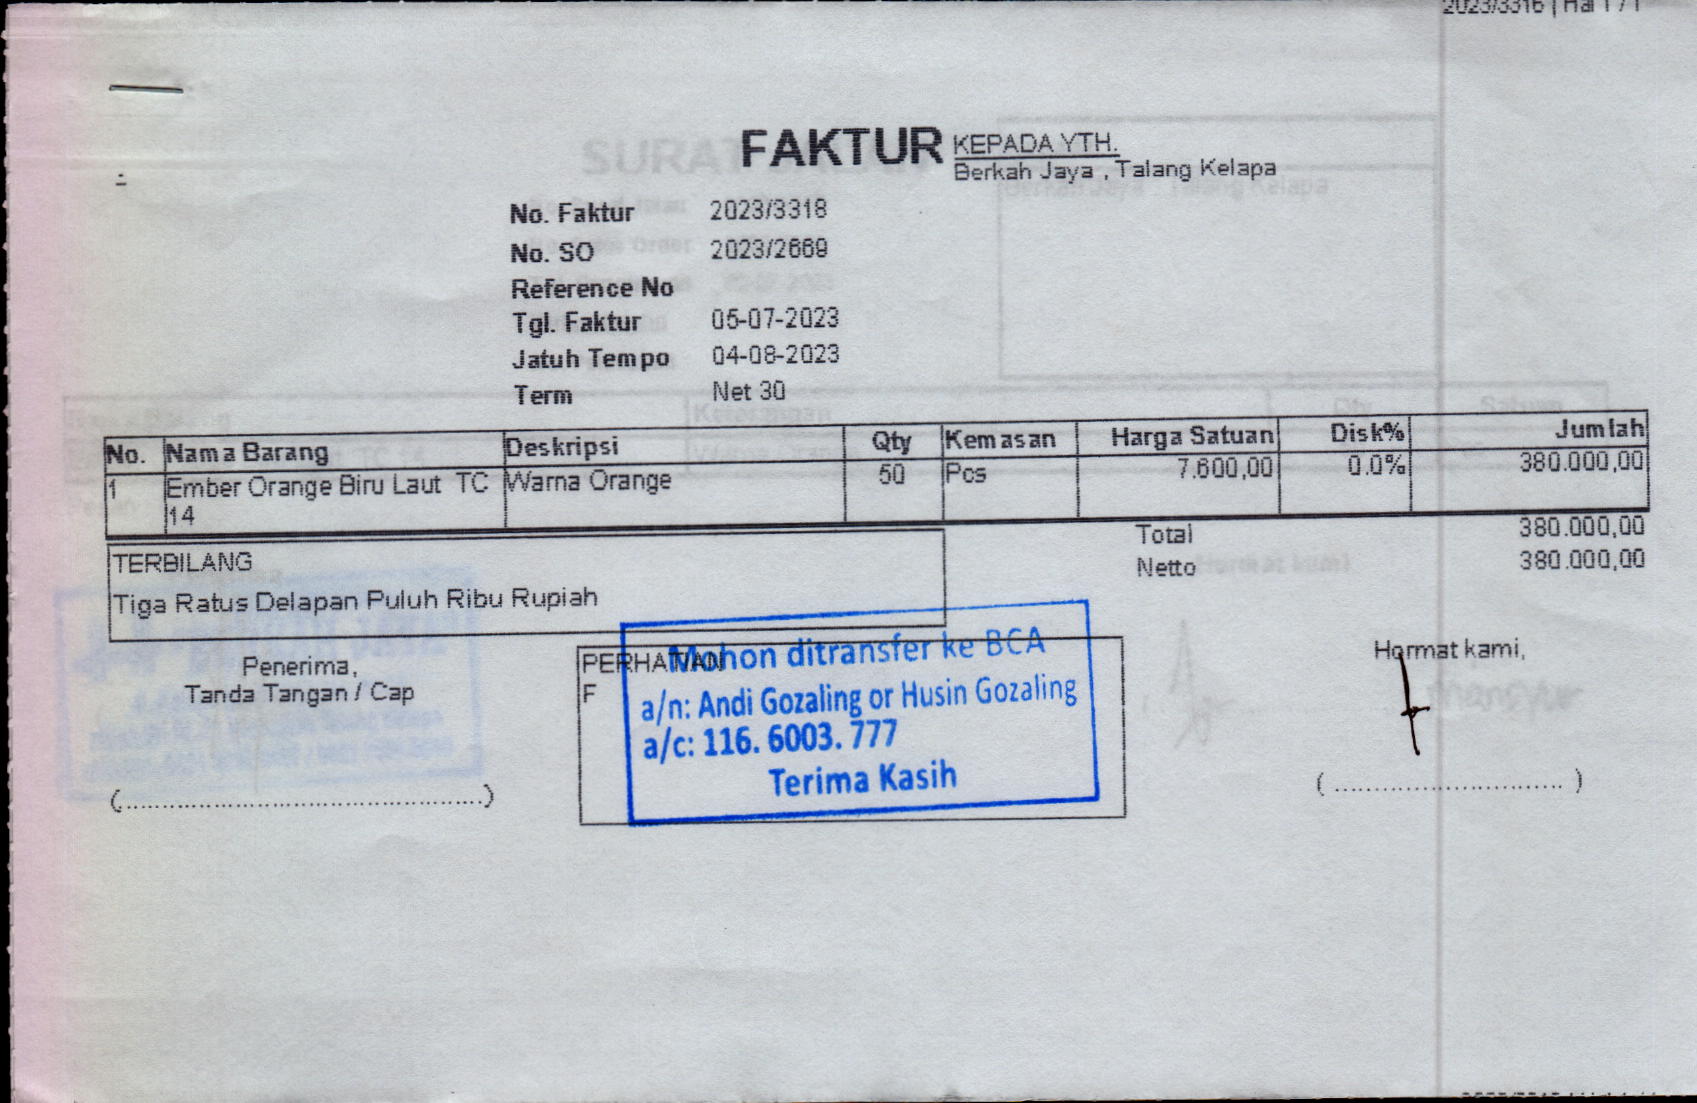 2023/3316 | Hal 1 / 1
FAKTUR
KEPADA YTH.
Berkah Jaya , Talang Kelapa
:
No. Faktur 2023/3318
No. SO 2023/2669
Reference No
Tgl. Faktur 05-07-2023
Jatuh Tempo 04-08-2023
Term Net 30
No. Nama Barang Deskripsi Qty Kemasan Harga Satuan Disk% Jumlah
1 Ember Orange Biru Laut TC 14 Warna Orange 50 Pcs 7.600,00 0.0% 380.000,00
Total 380.000,00
Netto 380.000,00
TERBILANG
Tiga Ratus Delapan Puluh Ribu Rupiah
Penerima,
Tanda Tangan / Cap
(................................................)
PERHATIAN
F
Mohon ditransfer ke BCA
a/n: Andi Gozaling or Husin Gozaling
a/c: 116. 6003. 777
Terima Kasih
Hormat kami,
( ............................. )